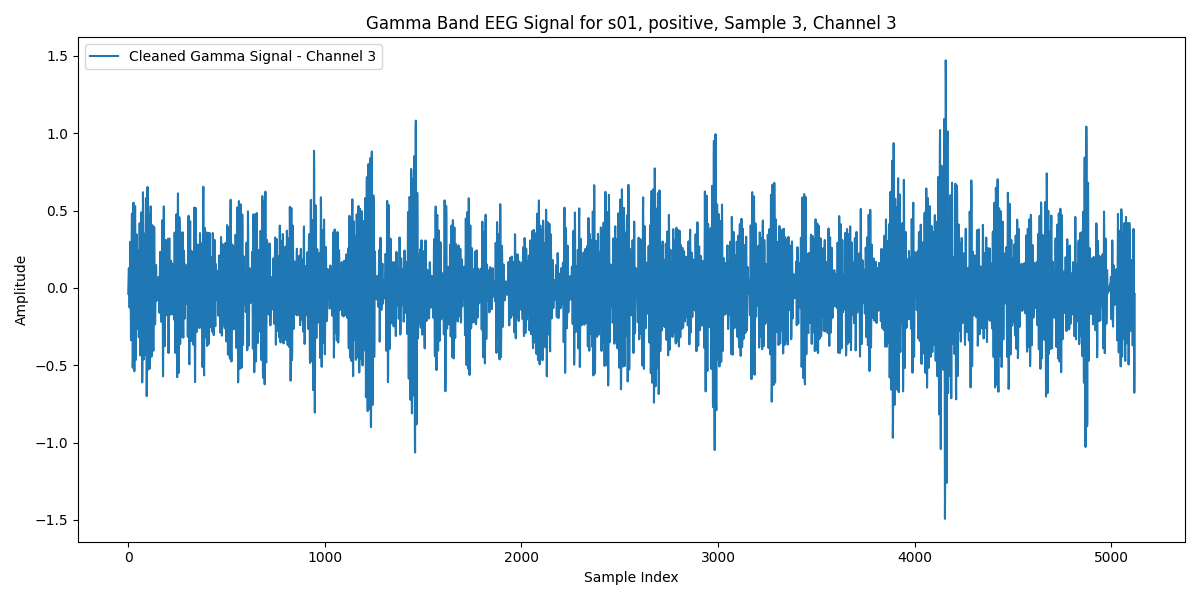 Gamma Band EEG Signal for s01, positive, Sample 3, Channel 3
Cleaned Gamma Signal - Channel 3
Amplitude
1.5
1.0
0.5
0.0
−0.5
−1.0
−1.5
0 1000 2000 3000 4000 5000
Sample Index